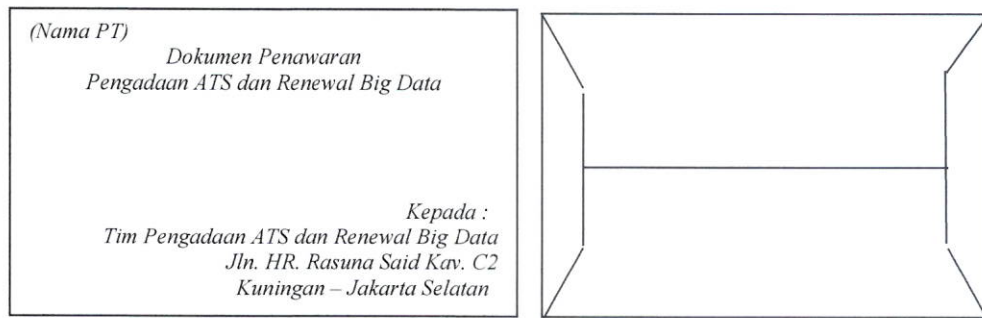 (Nama PT)
Dokumen Penawaran
Pengadaan ATS dan Renewal Big Data
Kepada :
Tim Pengadaan ATS dan Renewal Big Data
Jln. HR. Rasuna Said Kav. C2
Kuningan – Jakarta Selatan